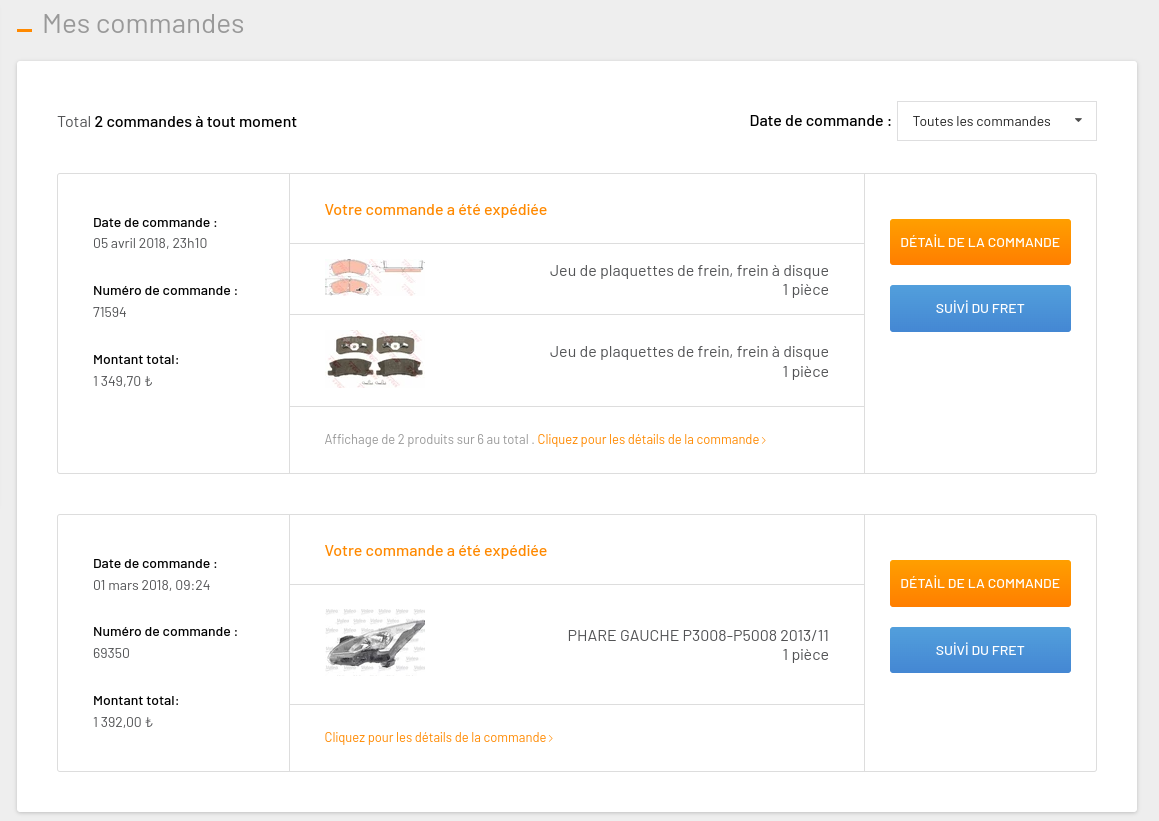 Mes commandes
Total 2 commandes à tout moment
Date de commande : Toutes les commandes
Date de commande :
05 avril 2018, 23h10
Numéro de commande :
71594
Montant total:
1 349,70 ₺
Votre commande a été expédiée
Jeu de plaquettes de frein, frein à disque
1 pièce
Jeu de plaquettes de frein, frein à disque
1 pièce
Affichage de 2 produits sur 6 au total . Cliquez pour les détails de la commande ›
DÉTAİL DE LA COMMANDE
SUİVİ DU FRET
Date de commande :
01 mars 2018, 09:24
Numéro de commande :
69350
Montant total:
1 392,00 ₺
Votre commande a été expédiée
PHARE GAUCHE P3008-P5008 2013/11
1 pièce
Cliquez pour les détails de la commande ›
DÉTAİL DE LA COMMANDE
SUİVİ DU FRET